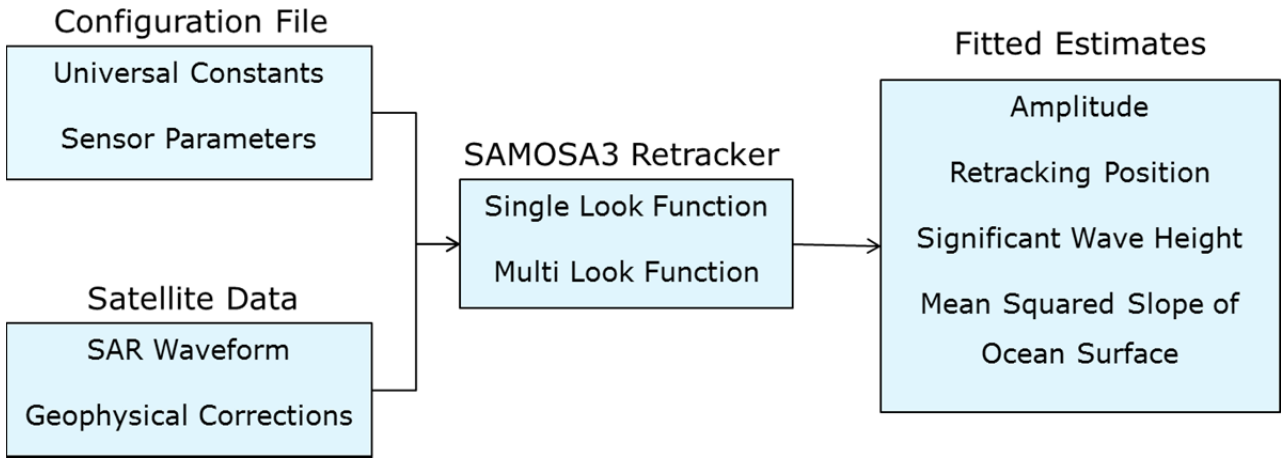 Configuration File
Universal Constants
Sensor Parameters
Satellite Data
SAR Waveform
Geophysical Corrections
SAMOSA3 Retracker
Single Look Function
Multi Look Function
Fitted Estimates
Amplitude
Retracking Position
Significant Wave Height
Mean Squared Slope of
Ocean Surface